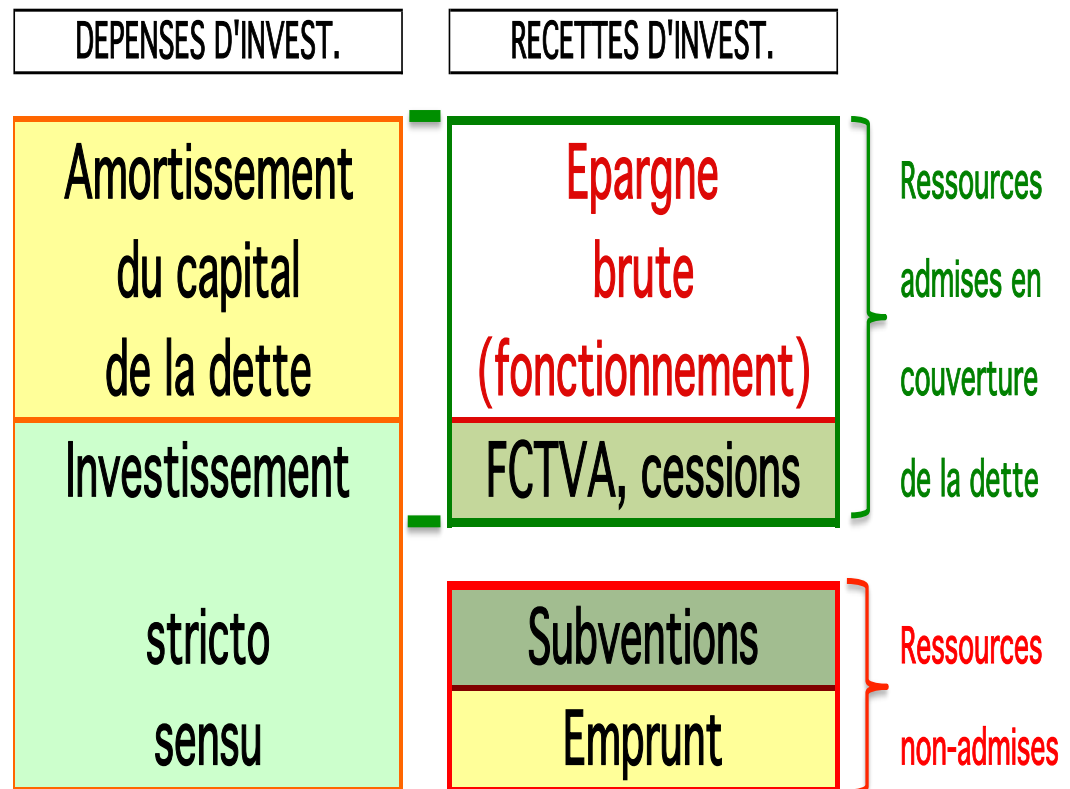 DEPENSES D'INVEST.
RECETTES D'INVEST.
Amortissement
du capital
de la dette
Investissement
stricto
sensu
Epargne
brute
(fonctionnement)
FCTVA, cessions
Subventions
Emprunt
Ressources
admises en
couverture
de la dette
Ressources
non-admises